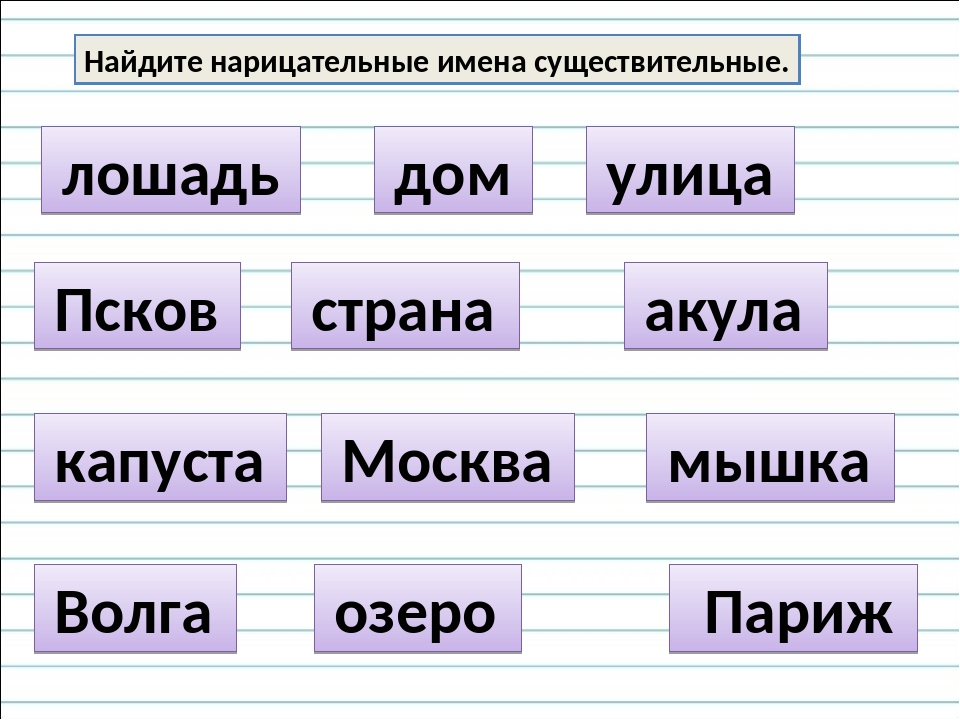 Найдите нарицательные имена существительные.
лошадь дом улица
Псков страна акула
капуста Москва мышка
Волга озеро Париж